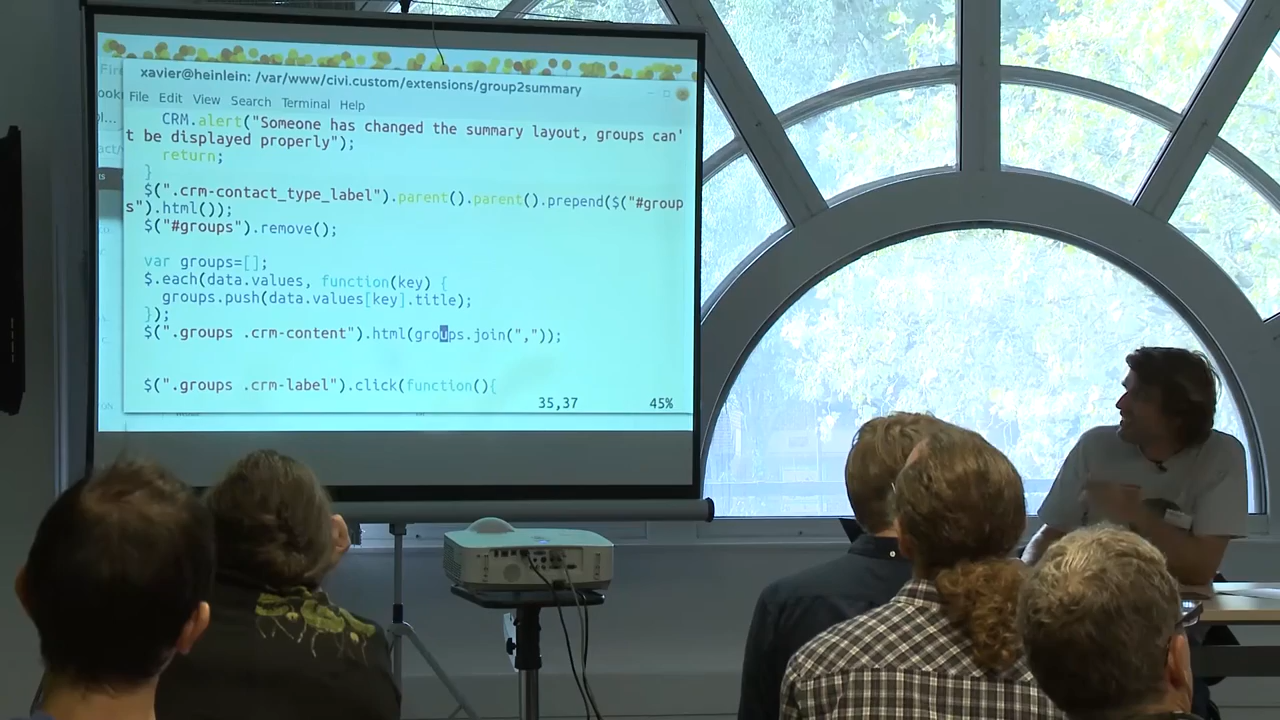 xavier@heinlein: /var/www/civi.custom/extensions/group2summary
File Edit View Search Terminal Help
CRM.alert("Someone has changed the summary layout, groups can'
t be displayed properly");
return;
}
$(".crm-contact_type_label").parent().parent().prepend($("#group
s").html());
$("#groups").remove();
var groups=[];
$.each(data.values, function(key) {
groups.push(data.values[key].title);
});
$(".groups .crm-content").html(groups.join(","));
$(".groups .crm-label").click(function(){
35,37 45%